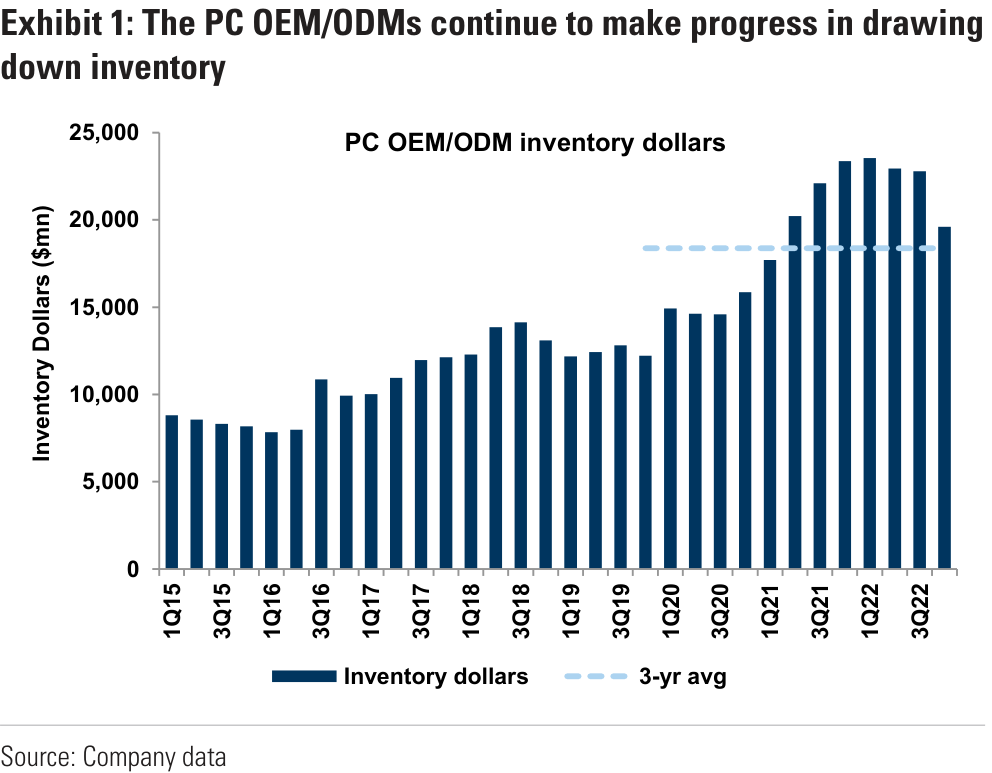 Exhibit 1: The PC OEM/ODMs continue to make progress in drawing
down inventory
PC OEM/ODM inventory dollars
Inventory Dollars ($mn)
25,000
20,000
15,000
10,000
5,000
0
1Q15
3Q15
1Q16
3Q16
1Q17
3Q17
1Q18
3Q18
1Q19
3Q19
1Q20
3Q20
1Q21
3Q21
1Q22
3Q22
Inventory dollars
3-yr avg
Source: Company data